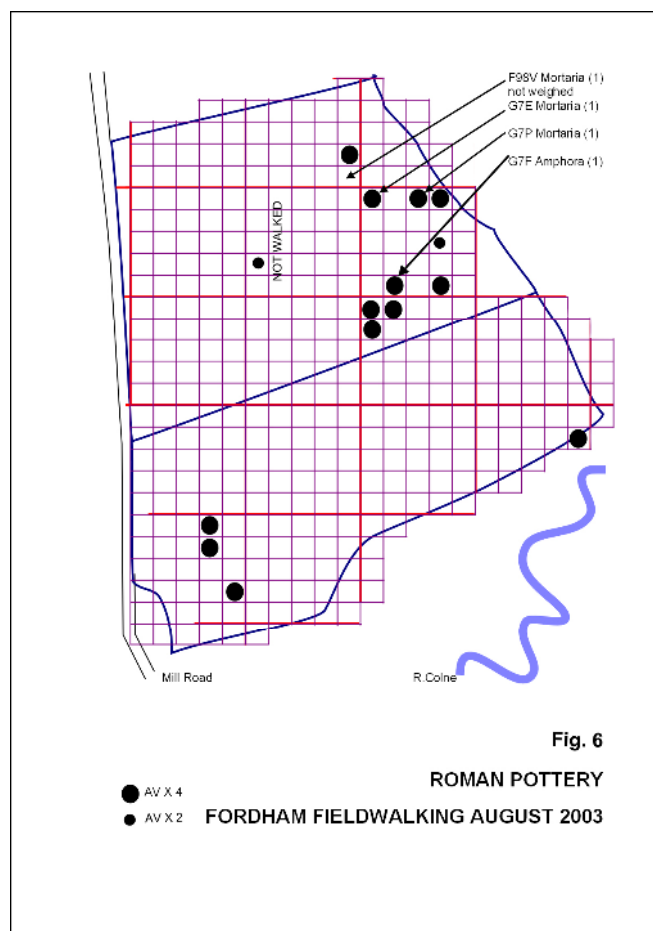 F98V Mortaria (1)
not weighed
G7E Mortaria (1)
G7P Mortaria (1)
G7F Amphora (1)
NOT WALKED
Mill Road
R.Colne
Fig. 6
ROMAN POTTERY
AV X 4
AV X 2
FORDHAM FIELDWALKING AUGUST 2003